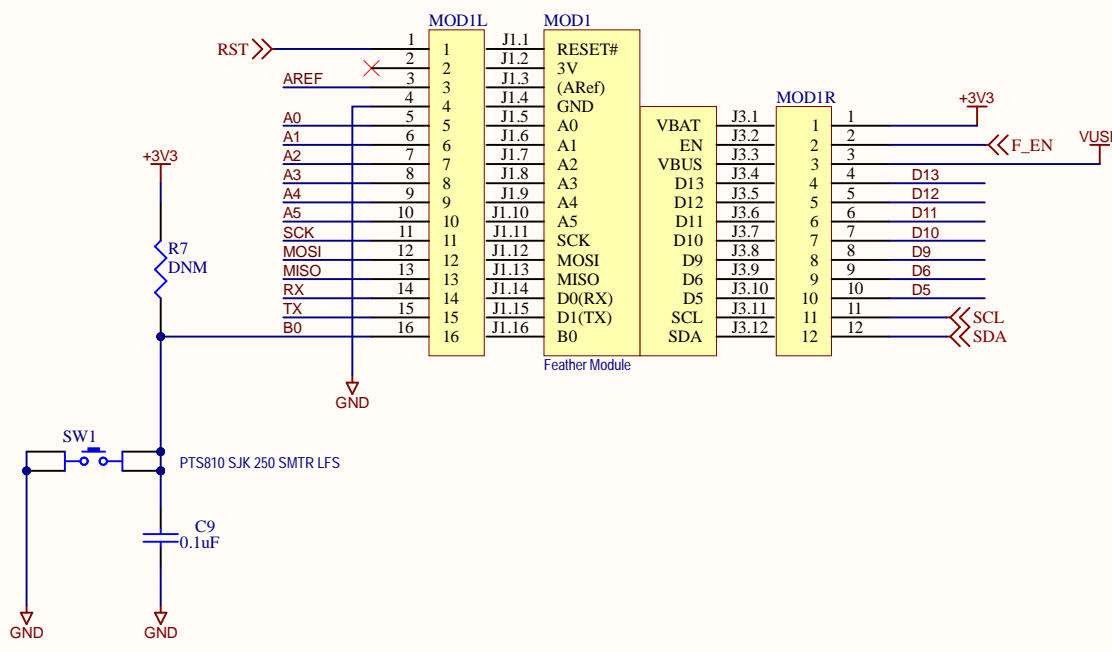 MOD1L MOD1
RST 1 1 J1.1 RESET#
2 2 J1.2 3V
AREF 3 3 J1.3 (ARef)
4 4 J1.4 GND
A0 5 5 J1.5 A0
A1 6 6 J1.6 A1
A2 7 7 J1.7 A2
A3 8 8 J1.8 A3
A4 9 9 J1.9 A4
A5 10 10 J1.10 A5
SCK 11 11 J1.11 SCK
MOSI 12 12 J1.12 MOSI
MISO 13 13 J1.13 MISO
RX 14 14 J1.14 D0(RX)
TX 15 15 J1.15 D1(TX)
B0 16 16 J1.16 B0
Feather Module
MOD1R
+3V3
VBAT J3.1 1 1
EN J3.2 2 2 F_EN
VBUS J3.3 3 3
D13 J3.4 4 4 D13
D12 J3.5 5 5 D12
D11 J3.6 6 6 D11
D10 J3.7 7 7 D10
D9 J3.8 8 8 D9
D6 J3.9 9 9 D6
D5 J3.10 10 10 D5
SCL J3.11 11 11 SCL
SDA J3.12 12 12 SDA
+3V3
R7
DNM
GND
SW1
PTS810 SJK 250 SMTR LFS
C9
0.1uF
GND
GND